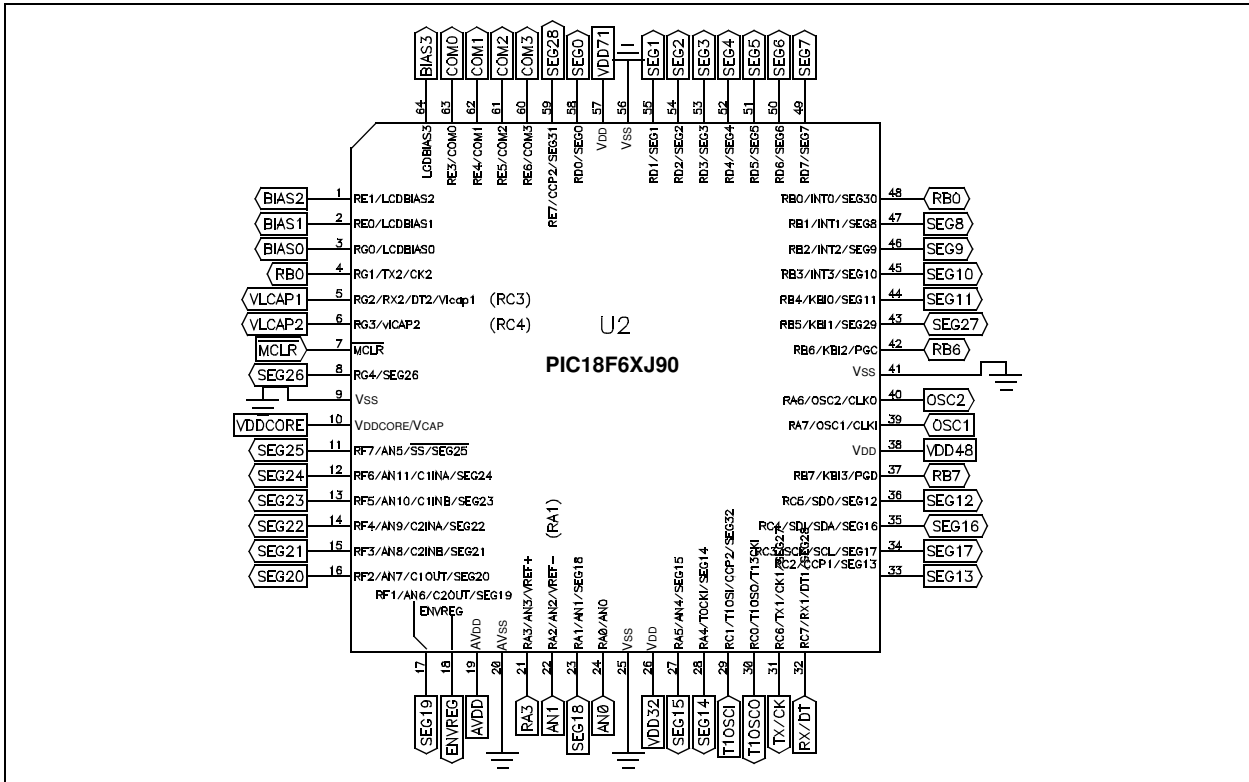 BIAS3 COM0 COM1 COM2 COM3 SEG28 SEG0 VDD71 SEG1 SEG2 SEG3 SEG4 SEG5 SEG6 SEG7
64 63 62 61 60 59 58 57 56 55 54 53 52 51 50 49
LCDBIAS3 RE3/COM0 RE4/COM1 RE5/COM2 RE6/COM3 RE7/CCP2/SEG31 RD0/SEG0 VDD VSS RD1/SEG1 RD2/SEG2 RD3/SEG3 RD4/SEG4 RD5/SEG5 RD6/SEG6 RD7/SEG7
BIAS2 1 RE1/LCDBIAS2
BIAS1 2 RE0/LCDBIAS1
BIAS0 3 RG0/LCDBIAS0
RB0 4 RG1/TX2/CK2
VLCAP1 5 RG2/RX2/DT2/Vlcap1 (RC3)
VLCAP2 6 RG3/vlCAP2 (RC4)
MCLR 7 MCLR
SEG26 8 RG4/SEG26
9 VSS
VDDCORE 10 VDDCORE/VCAP
SEG25 11 RF7/AN5/SS/SEG25
SEG24 12 RF6/AN11/C1INA/SEG24
SEG23 13 RF5/AN10/C1INB/SEG23
SEG22 14 RF4/AN9/C2INA/SEG22
SEG21 15 RF3/AN8/C2INB/SEG21
SEG20 16 RF2/AN7/C1OUT/SEG20
U2
PIC18F6XJ90
RB0/INT0/SEG30 48 RB0
RB1/INT1/SEG8 47 SEG8
RB2/INT2/SEG9 46 SEG9
RB3/INT3/SEG10 45 SEG10
RB4/KBI0/SEG11 44 SEG11
RB5/KBI1/SEG29 43 SEG27
RB6/KBI2/PGC 42 RB6
VSS 41
RA6/OSC2/CLKO 40 OSC2
RA7/OSC1/CLKI 39 OSC1
VDD 38 VDD48
RB7/KBI3/PGD 37 RB7
RC5/SDO/SEG12 36 SEG12
RC4/SDI/SDA/SEG16 35 SEG16
RC3/SCK/SCL/SEG17 34 SEG17
RC2/CCP1/SEG13 33 SEG13
RF1/AN6/C2OUT/SEG19
ENVREG
(RA1)
AVDD AVSS RA3/AN3/VREF+ RA2/AN2/VREF- RA1/AN1/SEG18 RA0/AN0 VSS VDD RA5/AN4/SEG15 RA4/T0CKI/SEG14 RC1/T1OSI/CCP2/SEG32 RC0/T1OSO/T13CKI RC6/TX1/CK1/SEG27 RC7/RX1/DT1/SEG28
17 18 19 20 21 22 23 24 25 26 27 28 29 30 31 32
SEG19 ENVREG AVDD RA3 AN1 SEG18 AN0 VDD32 SEG15 SEG14 T1OSCI T1OSCO TX/CK RX/DT